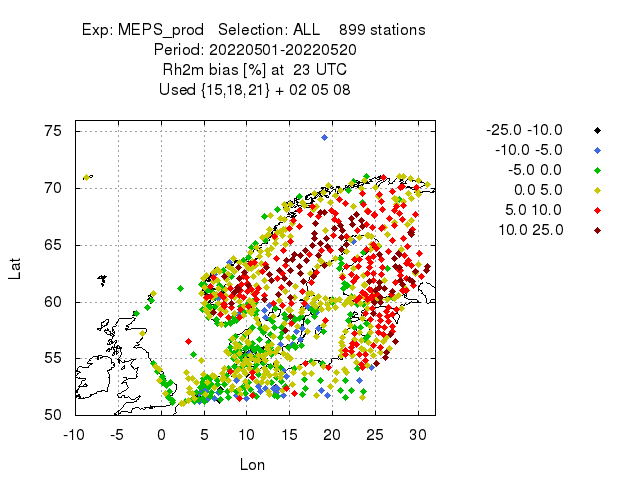 Exp: MEPS_prod Selection: ALL 899 stations
Period: 20220501-20220520
Rh2m bias [%] at 23 UTC
Used {15,18,21} + 02 05 08
-25.0 -10.0
-10.0 -5.0
-5.0 0.0
0.0 5.0
5.0 10.0
10.0 25.0
75
70
65
60
55
50
Lat
-10 -5 0 5 10 15 20 25 30
Lon